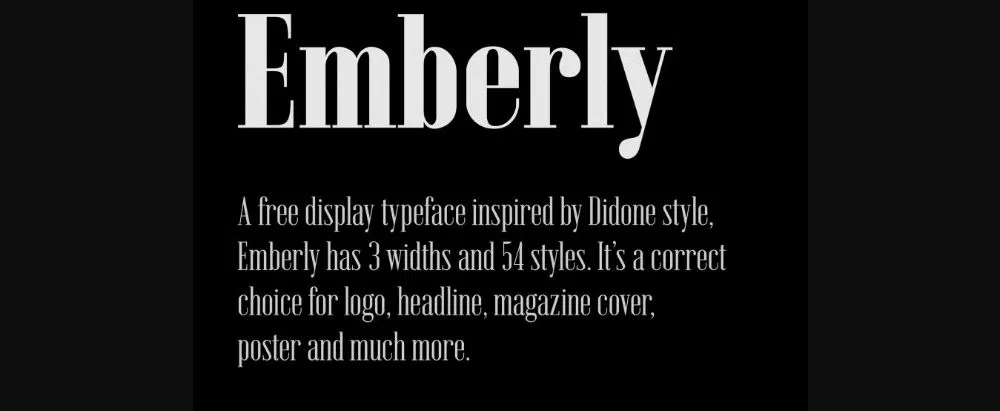 Emberly
A free display typeface inspired by Didone style,
Emberly has 3 widths and 54 styles. It’s a correct
choice for logo, headline, magazine cover,
poster and much more.